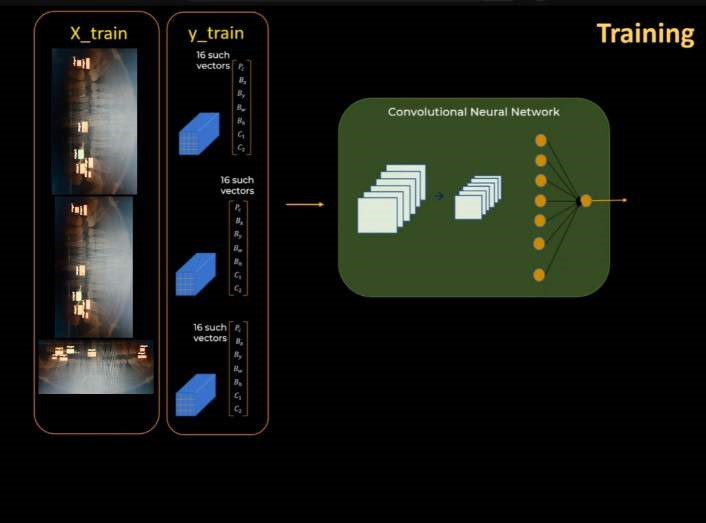 Training
X_train
y_train
16 such
vectors
P_c
B_x
B_y
B_w
B_h
C_1
C_2
16 such
vectors
P_c
B_x
B_y
B_w
B_h
C_1
C_2
16 such
vectors
P_c
B_x
B_y
B_w
B_h
C_1
C_2
Convolutional Neural Network